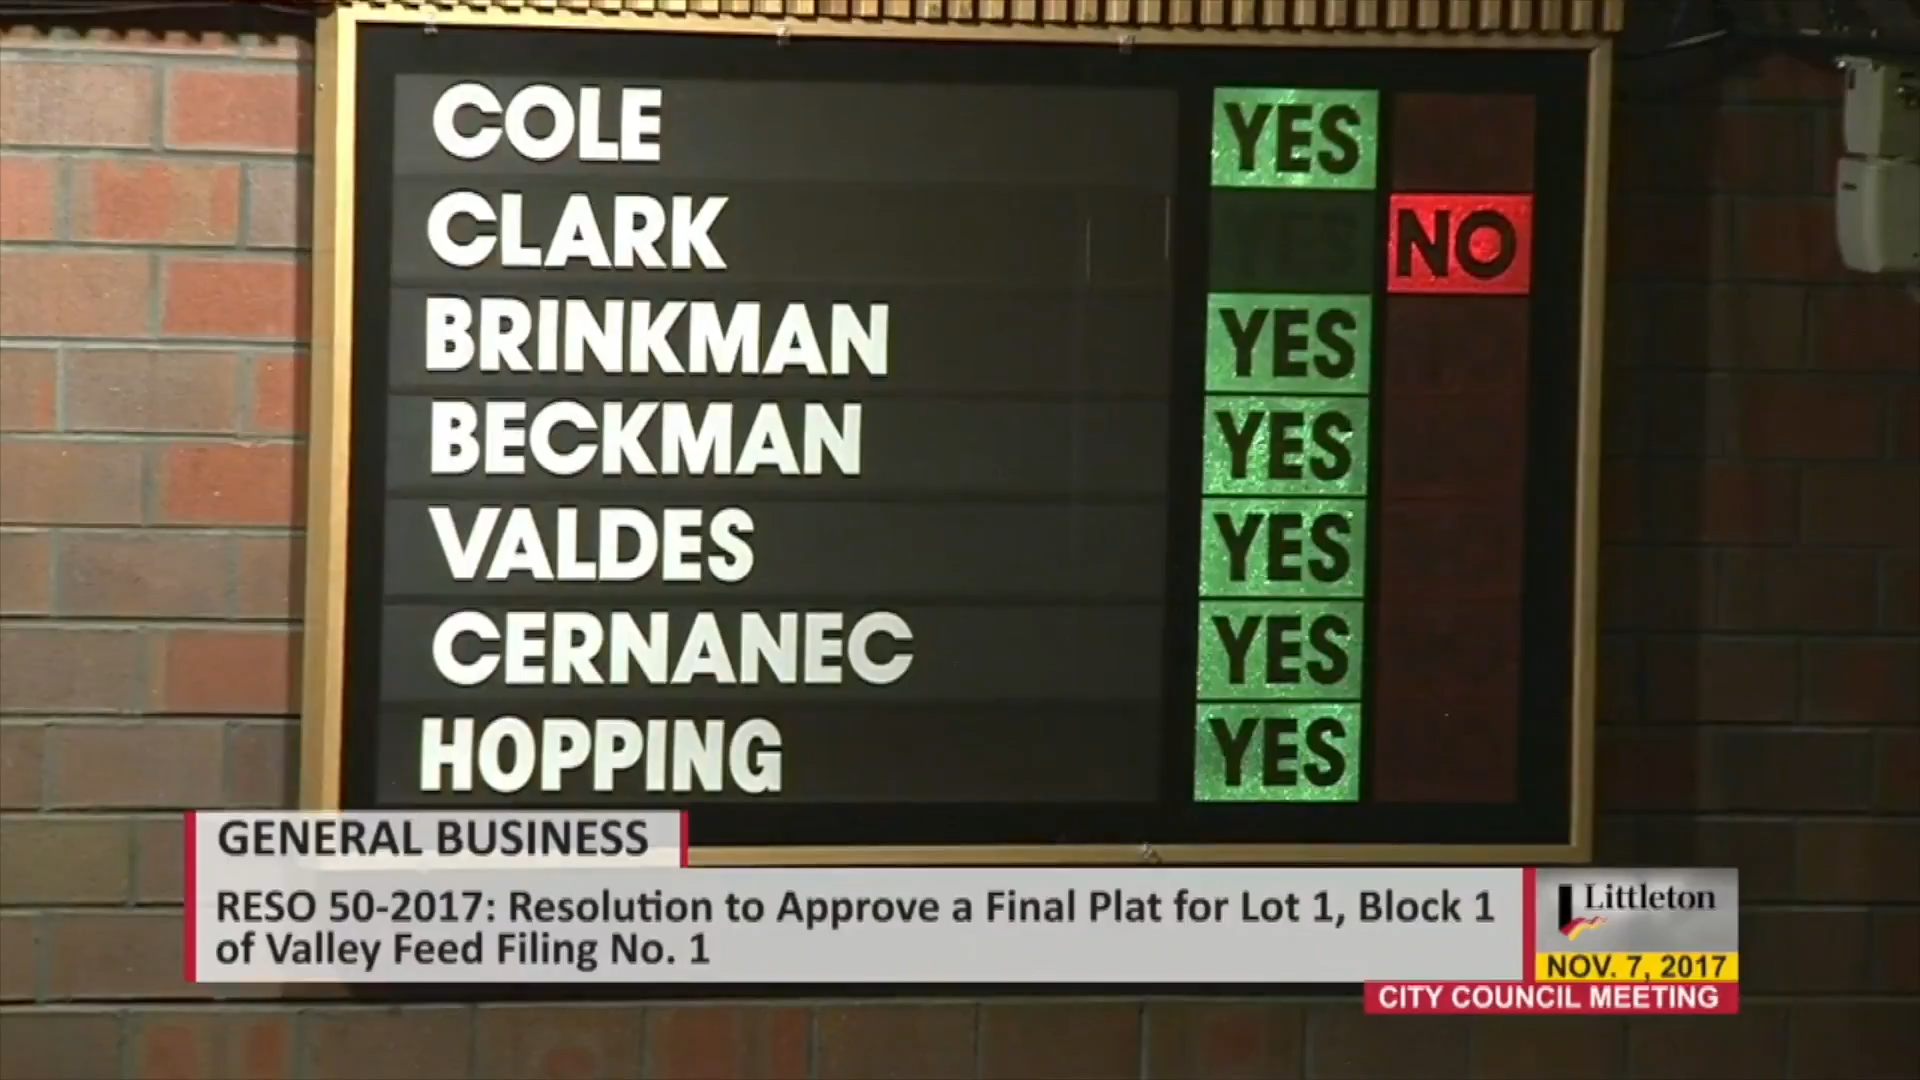 COLE YES
CLARK YES NO
BRINKMAN YES
BECKMAN YES
VALDES YES
CERNANEC YES
HOPPING YES
GENERAL BUSINESS
RESO 50-2017: Resolution to Approve a Final Plat for Lot 1, Block 1
of Valley Feed Filing No. 1
Littleton
NOV. 7, 2017
CITY COUNCIL MEETING